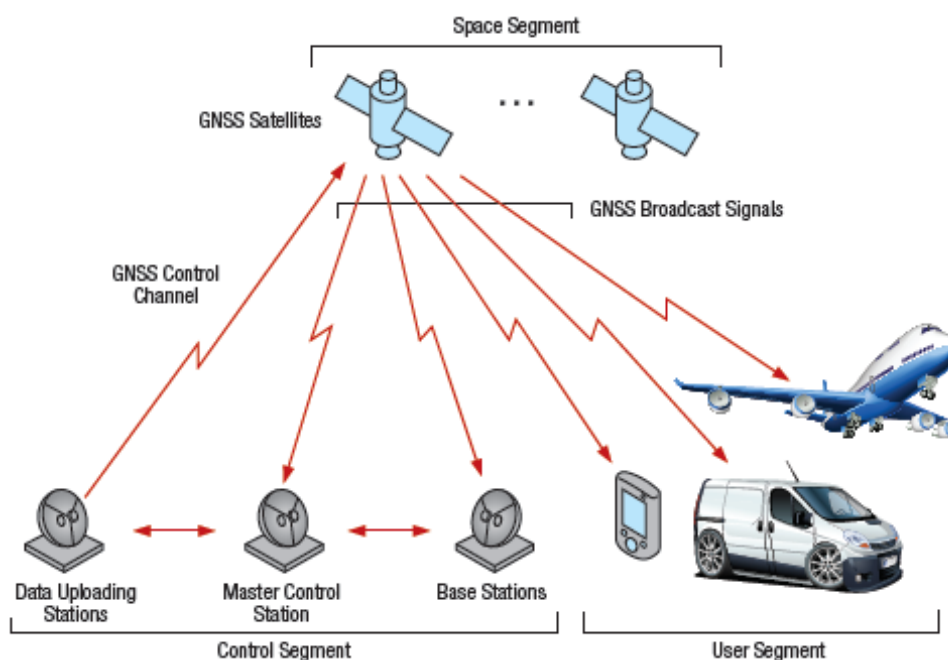 Space Segment
...
GNSS Satellites
GNSS Broadcast Signals
GNSS Control
Channel
Data Uploading
Stations
Master Control
Station
Base Stations
Control Segment
User Segment